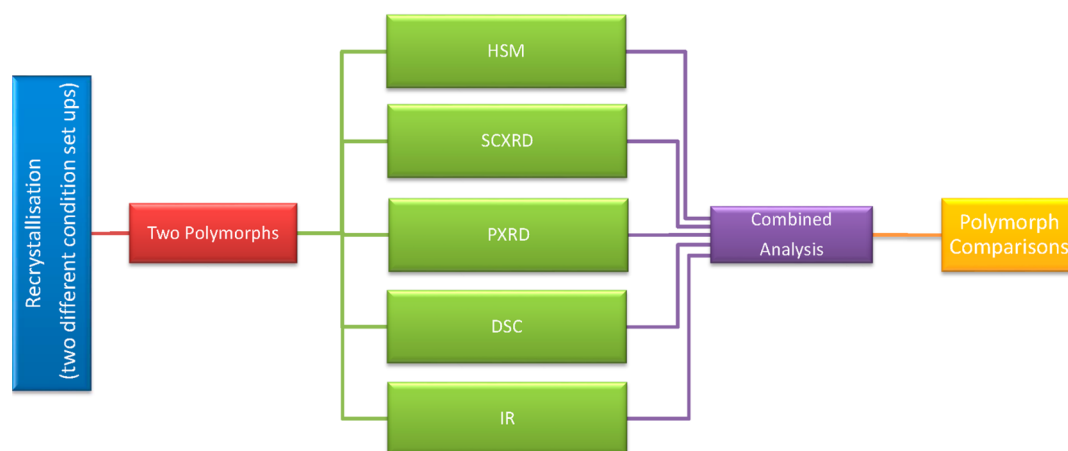 Recrystallisation
(two different condition set ups)
Two Polymorphs
HSM
SCXRD
PXRD
DSC
IR
Combined
Analysis
Polymorph
Comparisons